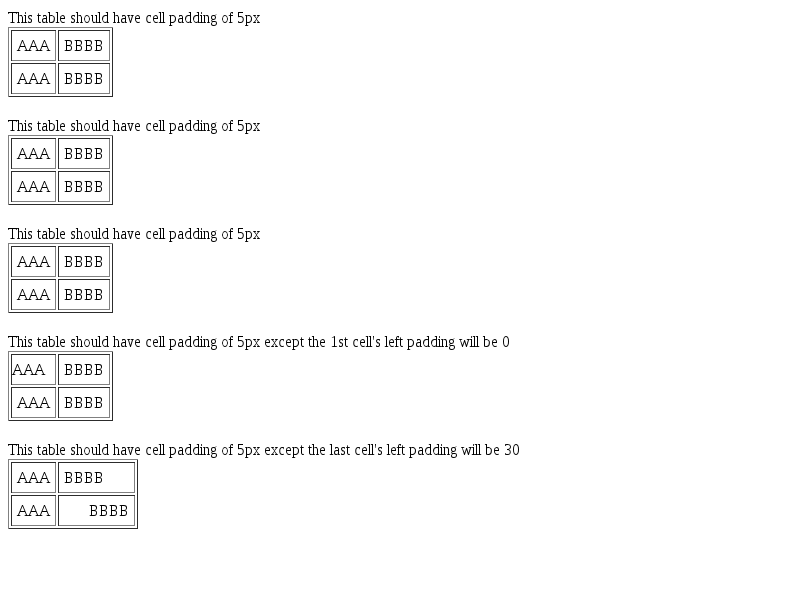 This table should have cell padding of 5px
AAA BBBB
AAA BBBB
This table should have cell padding of 5px
AAA BBBB
AAA BBBB
This table should have cell padding of 5px
AAA BBBB
AAA BBBB
This table should have cell padding of 5px except the 1st cell's left padding will be 0
AAA BBBB
AAA BBBB
This table should have cell padding of 5px except the last cell's left padding will be 30
AAA BBBB
AAA BBBB